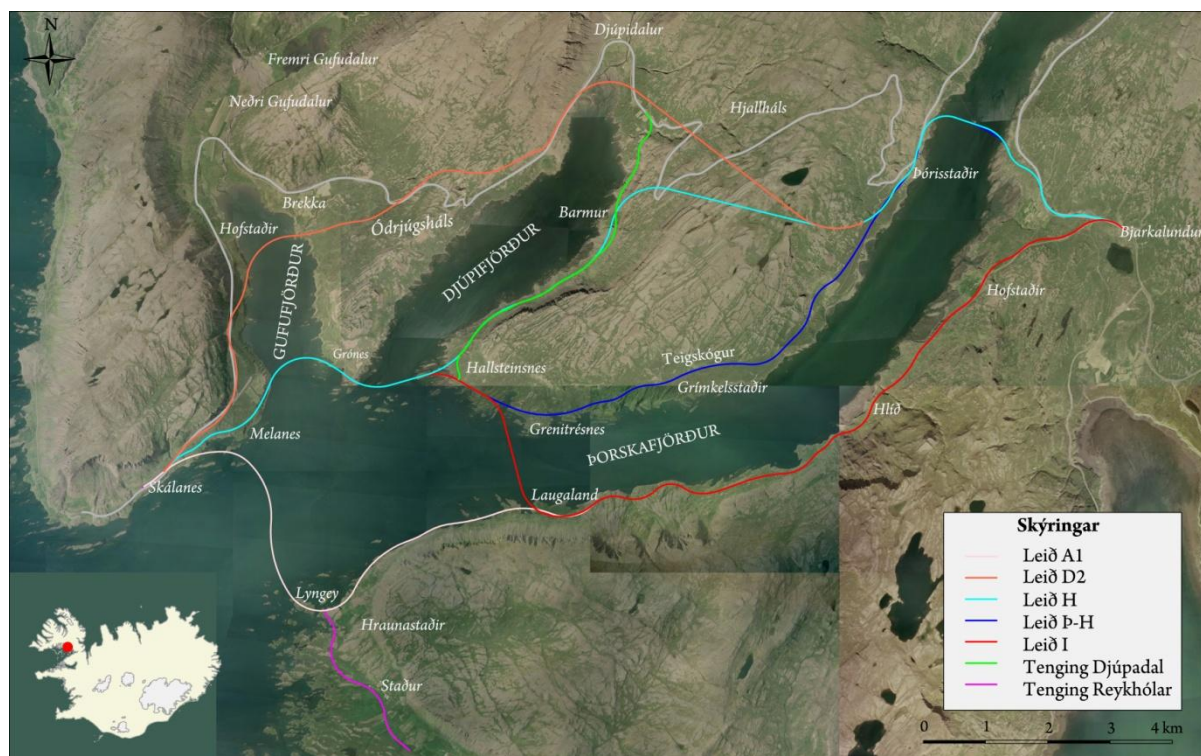 N
Djúpidalur
Fremri Gufudalur
Neðri Gufudalur
Hjallháls
Þórisstaðir
Brekka
Hofstaðir
Ódrjúgsháls
Barmur
Bjarkalundur
DJÚPIFJÖRÐUR
GUFUFJÖRÐUR
Hofstaðir
Grónes
Teigskógur
Hallsteinsnes
Grímkelsstaðir
Hlíð
Melanes
Grenitrésnes
ÞORSKAFJÖRÐUR
Skálanes
Laugaland
Lyngey
Hraunastaðir
Staður
Skýringar
Leið A1
Leið D2
Leið H
Leið Þ-H
Leið I
Tenging Djúpadal
Tenging Reykhólar
0 1 2 3 4 km